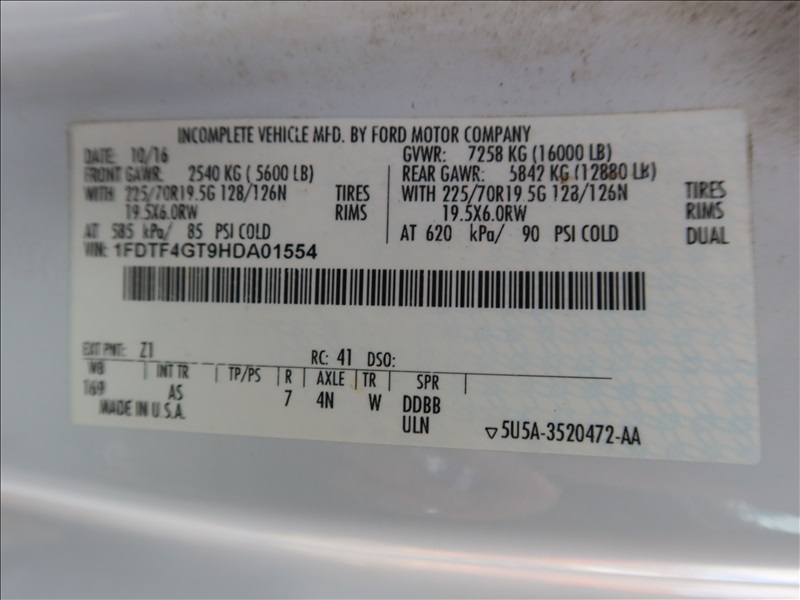 INCOMPLETE VEHICLE MFD. BY FORD MOTOR COMPANY
DATE: 10/16 GVWR: 7258 KG (16000 LB)
FRONT GAWR: 2540 KG ( 5600 LB) REAR GAWR: 5842 KG (12880 LB)
WITH 225/70R19.5G 128/126N TIRES WITH 225/70R19.5G 128/126N TIRES
19.5X6.0RW RIMS 19.5X6.0RW RIMS
AT 585 kPa/ 85 PSI COLD AT 620 kPa/ 90 PSI COLD DUAL
VIN: 1FDTF4GT9HDA01554
EXT PNT: Z1 RC: 41 DSO:
WB | INT TR | TP/PS | R | AXLE | TR | SPR |
169 AS 7 4N W DDBB
MADE IN U.S.A. ULN ▽5U5A-3520472-AA